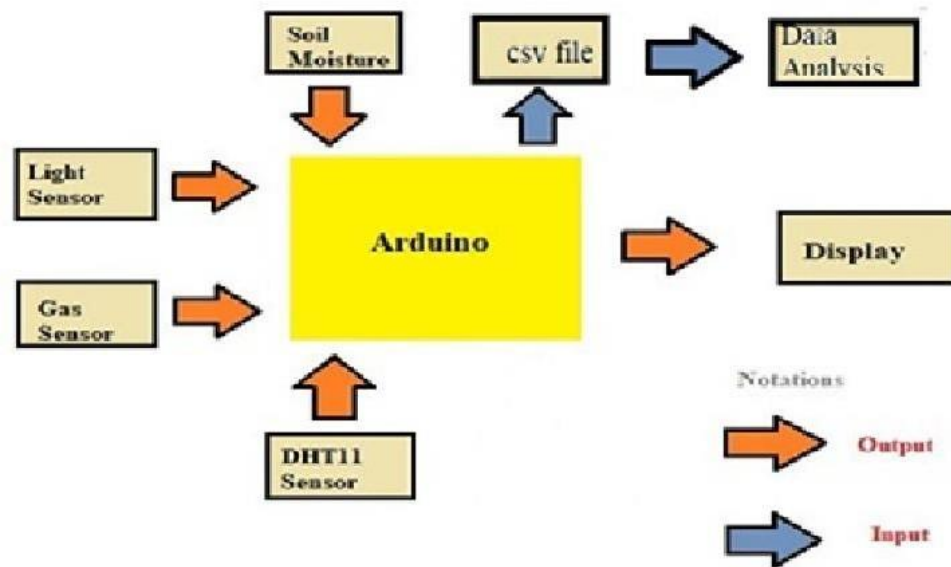 Soil
Moisture
csv file
Data
Analysis
Light
Sensor
Arduino
Display
Gas
Sensor
Notations
DHT11
Sensor
Output
Input